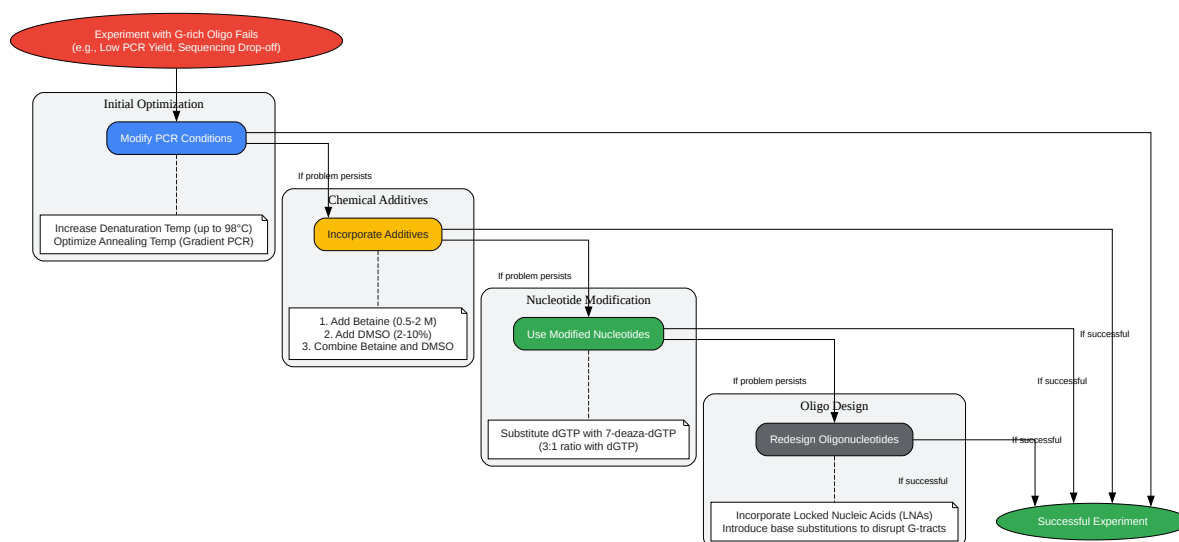 Experiment with G-rich Oligo Fails
(e.g., Low PCR Yield, Sequencing Drop-off)
Initial Optimization
Modify PCR Conditions
If problem persists
Increase Denaturation Temp (up to 98°C)
Optimize Annealing Temp (Gradient PCR)
Chemical Additives
Incorporate Additives
If problem persists
1. Add Betaine (0.5-2 M)
2. Add DMSO (2-10%)
3. Combine Betaine and DMSO
Nucleotide Modification
Use Modified Nucleotides
If problem persists
Substitute dGTP with 7-deaza-dGTP
(3:1 ratio with dGTP)
Oligo Design
Redesign Oligonucleotides
Incorporate Locked Nucleic Acids (LNAs)
Introduce base substitutions to disrupt G-tracts
If successful
If successful
If successful
If successful
Successful Experiment